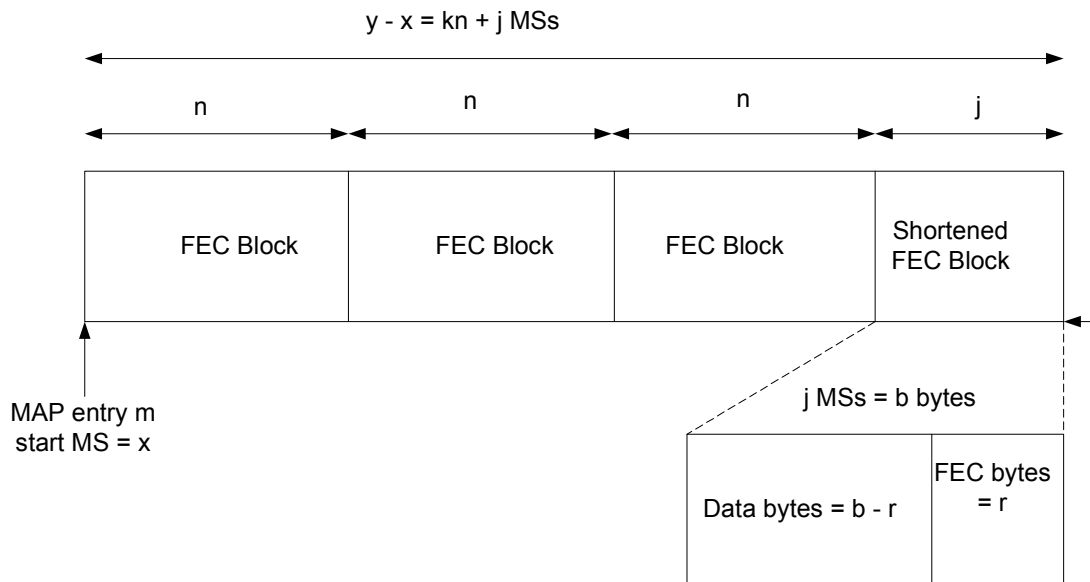 y - x = kn + j MSs
n n n j
FEC Block FEC Block FEC Block Shortened
FEC Block
MAP entry m
start MS = x
j MSs = b bytes
Data bytes = b - r
FEC bytes
= r